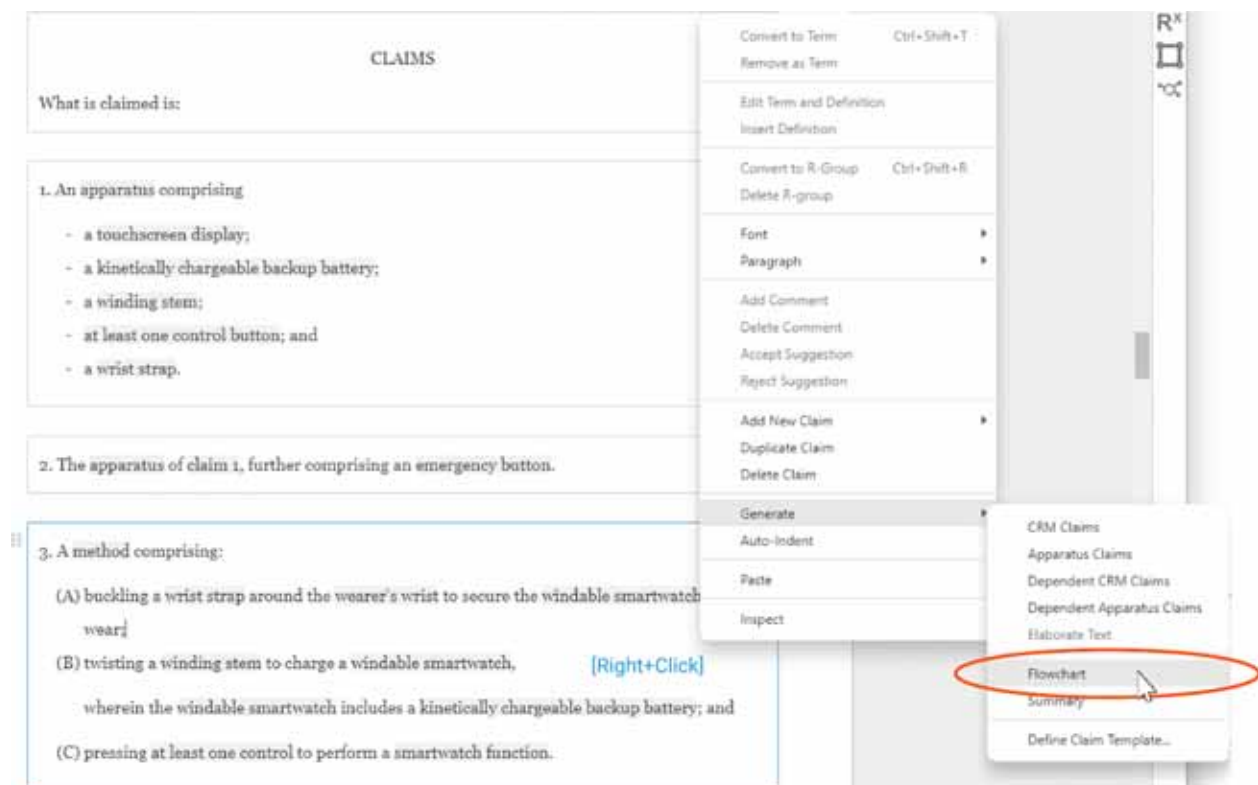 CLAIMS
What is claimed is:
1. An apparatus comprising
- a touchscreen display;
- a kinetically chargeable backup battery;
- a winding stem;
- at least one control button; and
- a wrist strap.
2. The apparatus of claim 1, further comprising an emergency button.
3. A method comprising:
(A) buckling a wrist strap around the wearer's wrist to secure the windable smartwatch
wear;
(B) twisting a winding stem to charge a windable smartwatch,
[Right+Click]
wherein the windable smartwatch includes a kinetically chargeable backup battery; and
(C) pressing at least one control to perform a smartwatch function.
Convert to Term Ctrl+Shift+T
Remove as Term
Edit Term and Definition
Insert Definition
Convert to R-Group Ctrl+Shift+R
Delete R-group
Font
Paragraph
Add Comment
Delete Comment
Accept Suggestion
Reject Suggestion
Add New Claim
Duplicate Claim
Delete Claim
Generate
Auto-Indent
Paste
Inspect
CRM Claims
Apparatus Claims
Dependent CRM Claims
Dependent Apparatus Claims
Elaborate Text
Flowchart
Summary
Define Claim Template...
Rx